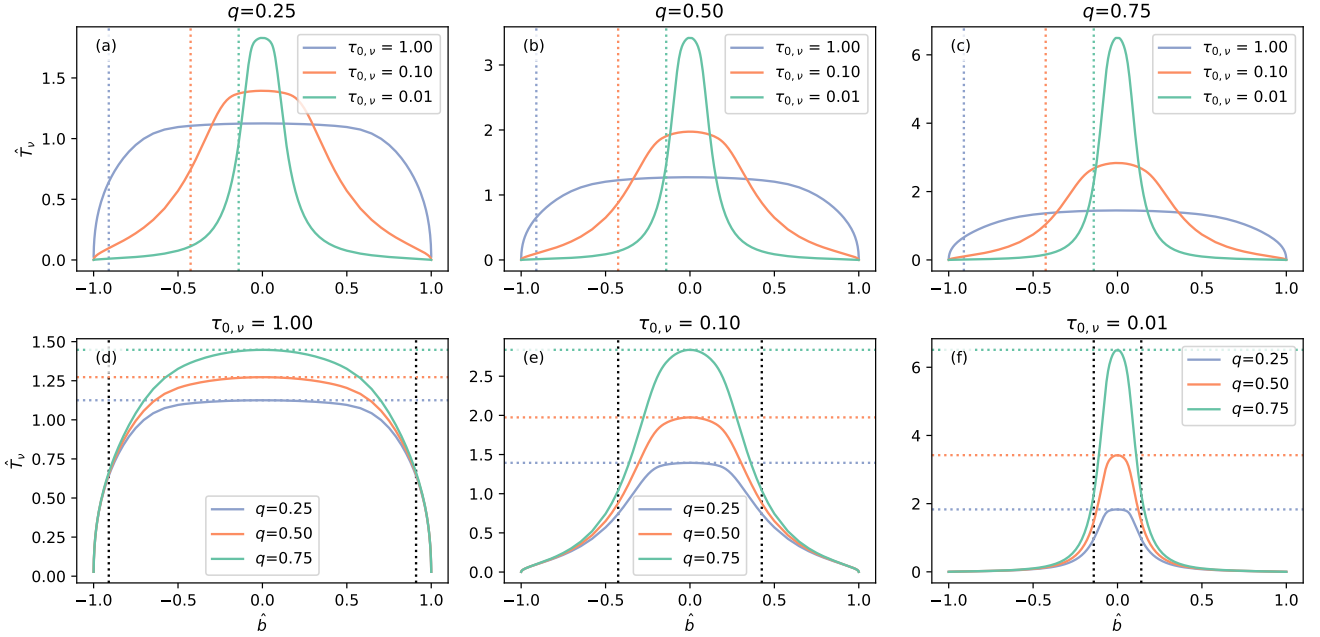 q=0.25
q=0.50
q=0.75
(a)
τ0,ν = 1.00
τ0,ν = 0.10
τ0,ν = 0.01
(b)
τ0,ν = 1.00
τ0,ν = 0.10
τ0,ν = 0.01
(c)
τ0,ν = 1.00
τ0,ν = 0.10
τ0,ν = 0.01
T̂ν
1.5
1.0
0.5
0.0
3
2
1
0
6
4
2
0
−1.0 −0.5 0.0 0.5 1.0
−1.0 −0.5 0.0 0.5 1.0
−1.0 −0.5 0.0 0.5 1.0
τ0,ν = 1.00
τ0,ν = 0.10
τ0,ν = 0.01
(d)
q=0.25
q=0.50
q=0.75
(e)
q=0.25
q=0.50
q=0.75
(f)
q=0.25
q=0.50
q=0.75
T̂ν
1.50
1.25
1.00
0.75
0.50
0.25
0.00
2.5
2.0
1.5
1.0
0.5
0.0
6
4
2
0
−1.0 −0.5 0.0 0.5 1.0
−1.0 −0.5 0.0 0.5 1.0
−1.0 −0.5 0.0 0.5 1.0
b̂
b̂
b̂